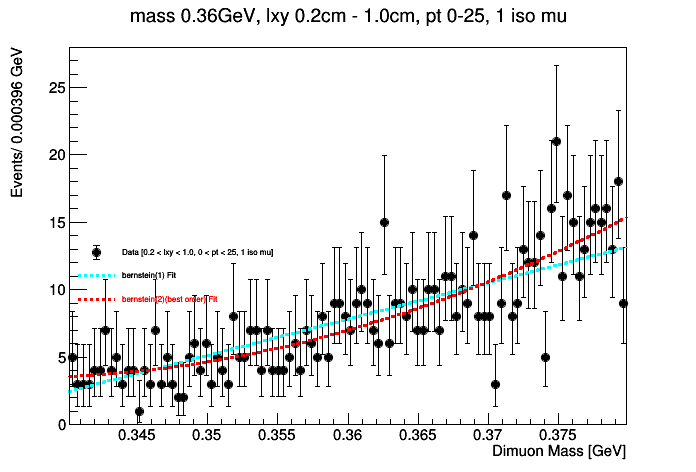 mass 0.36GeV, lxy 0.2cm - 1.0cm, pt 0-25, 1 iso mu
Events/ 0.000396 GeV
25
20
15
10
5
0
Data [0.2 < lxy < 1.0, 0 < pt < 25, 1 iso mu]
bernstein(1) Fit
bernstein(2)(best order) Fit
0.345
0.35
0.355
0.36
0.365
0.37
0.375
Dimuon Mass [GeV]